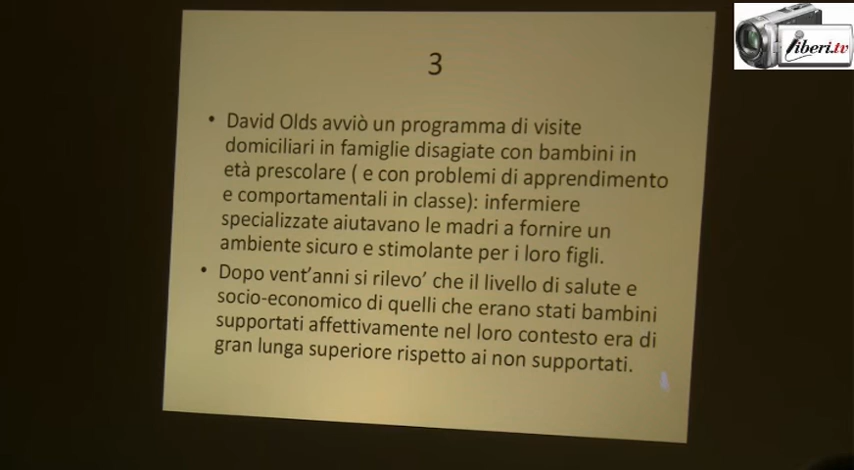 liberi.tv
3
• David Olds avviò un programma di visite
domiciliari in famiglie disagiate con bambini in
età prescolare ( e con problemi di apprendimento
e comportamentali in classe): infermiere
specializzate aiutavano le madri a fornire un
ambiente sicuro e stimolante per i loro figli.
• Dopo vent'anni si rilevo' che il livello di salute e
socio-economico di quelli che erano stati bambini
supportati affettivamente nel loro contesto era di
gran lunga superiore rispetto ai non supportati.